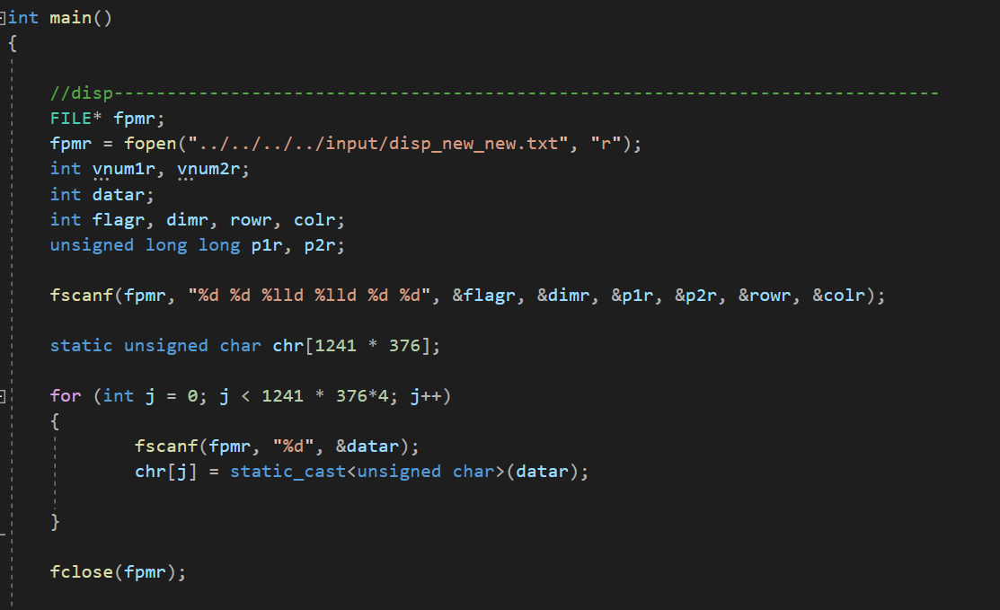 int main()
{
//disp------------------------------------------------------------------------------
FILE* fpmr;
fpmr = fopen("../../../../input/disp_new_new.txt", "r");
int vnum1r, vnum2r;
int datar;
int flagr, dimr, rowr, colr;
unsigned long long p1r, p2r;
fscanf(fpmr, "%d %d %lld %lld %d %d", &flagr, &dimr, &p1r, &p2r, &rowr, &colr);
static unsigned char chr[1241 * 376];
for (int j = 0; j < 1241 * 376*4; j++)
{
fscanf(fpmr, "%d", &datar);
chr[j] = static_cast<unsigned char>(datar);
}
fclose(fpmr);